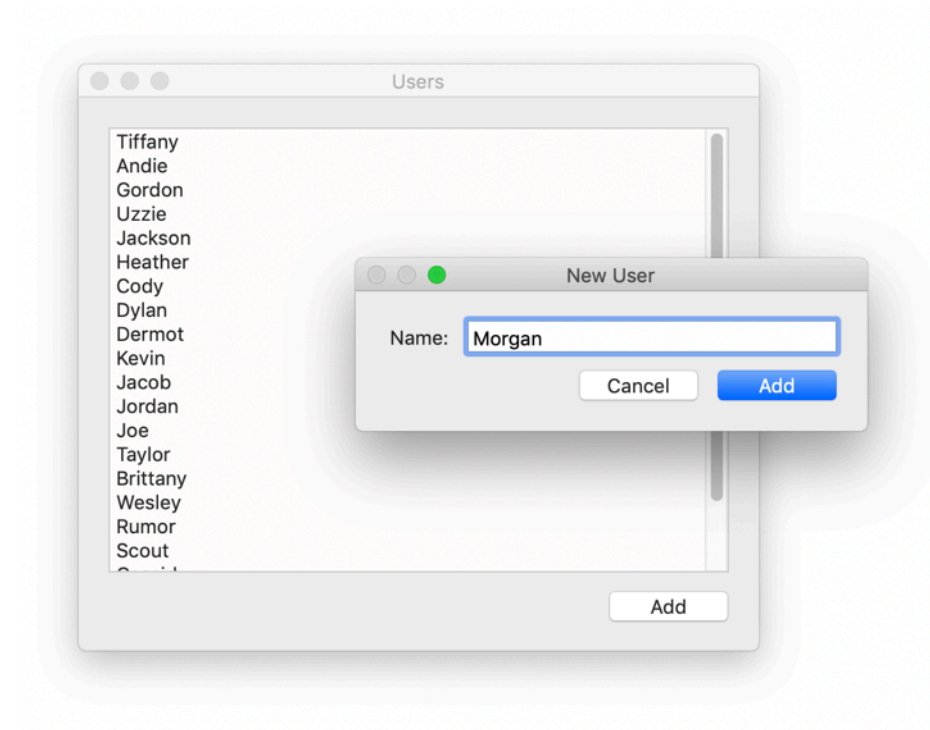 Users
Tiffany
Andie
Gordon
Uzzie
Jackson
Heather
Cody
Dylan
Dermot
Kevin
Jacob
Jordan
Joe
Taylor
Brittany
Wesley
Rumor
Scout
Add
New User
Name: Morgan
Cancel Add